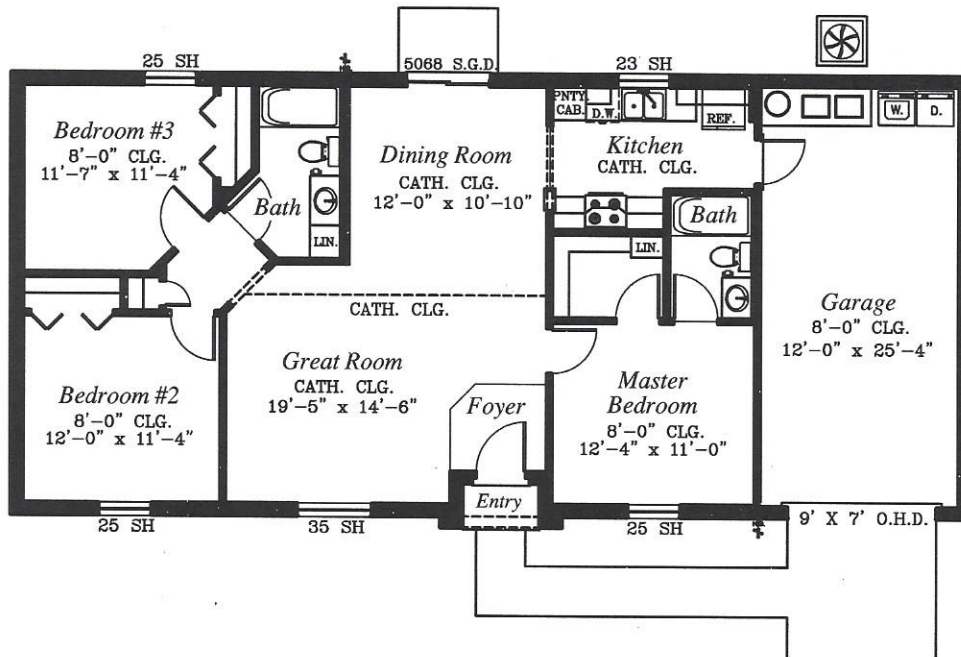 25 SH
5068 S.G.D.
23 SH
Bedroom #3
8'-0" CLG.
11'-7" x 11'-4"
Bath
LIN.
Dining Room
CATH. CLG.
12'-0" x 10'-10"
PNTY.
CAB.
D.W.
REF.
Kitchen
CATH. CLG.
W.
D.
Bath
LIN.
CATH. CLG.
Garage
8'-0" CLG.
12'-0" x 25'-4"
Great Room
CATH. CLG.
19'-5" x 14'-6"
Bedroom #2
8'-0" CLG.
12'-0" x 11'-4"
Foyer
Master
Bedroom
8'-0" CLG.
12'-4" x 11'-0"
Entry
25 SH
35 SH
25 SH
9' X 7' O.H.D.